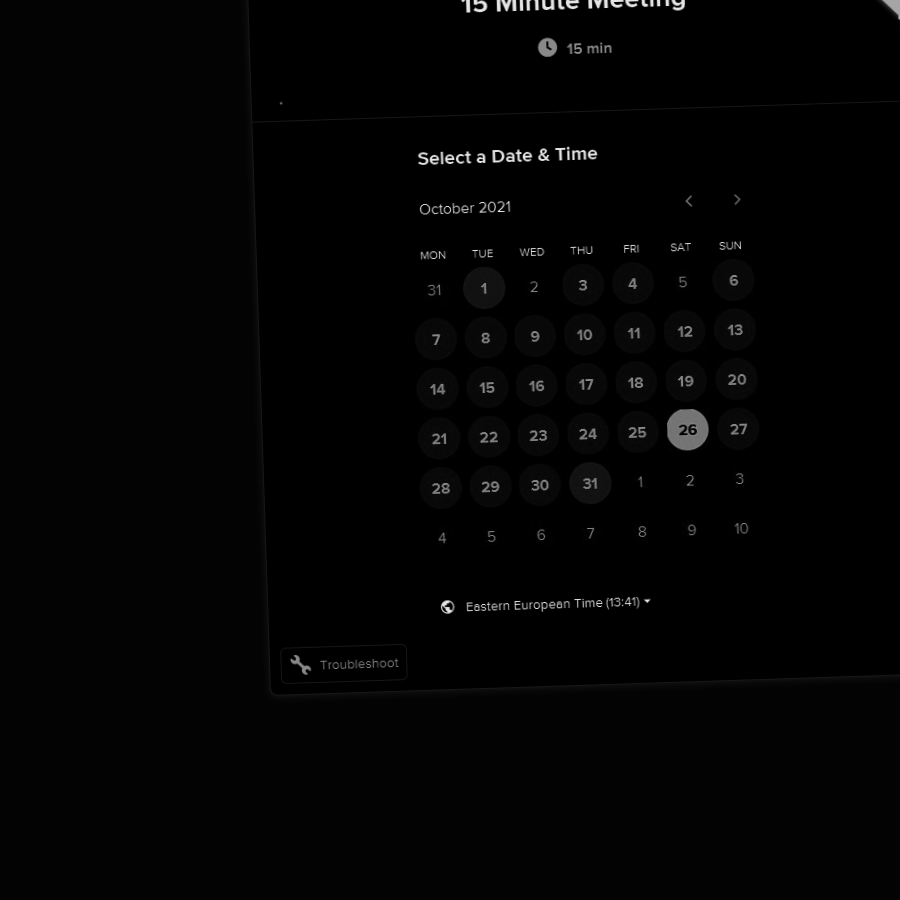 15 Minute Meeting
15 min
Select a Date & Time
October 2021
MON TUE WED THU FRI SAT SUN
31 1 2 3 4 5 6
7 8 9 10 11 12 13
14 15 16 17 18 19 20
21 22 23 24 25 26 27
28 29 30 31 1 2 3
4 5 6 7 8 9 10
Eastern European Time (13:41)
Troubleshoot